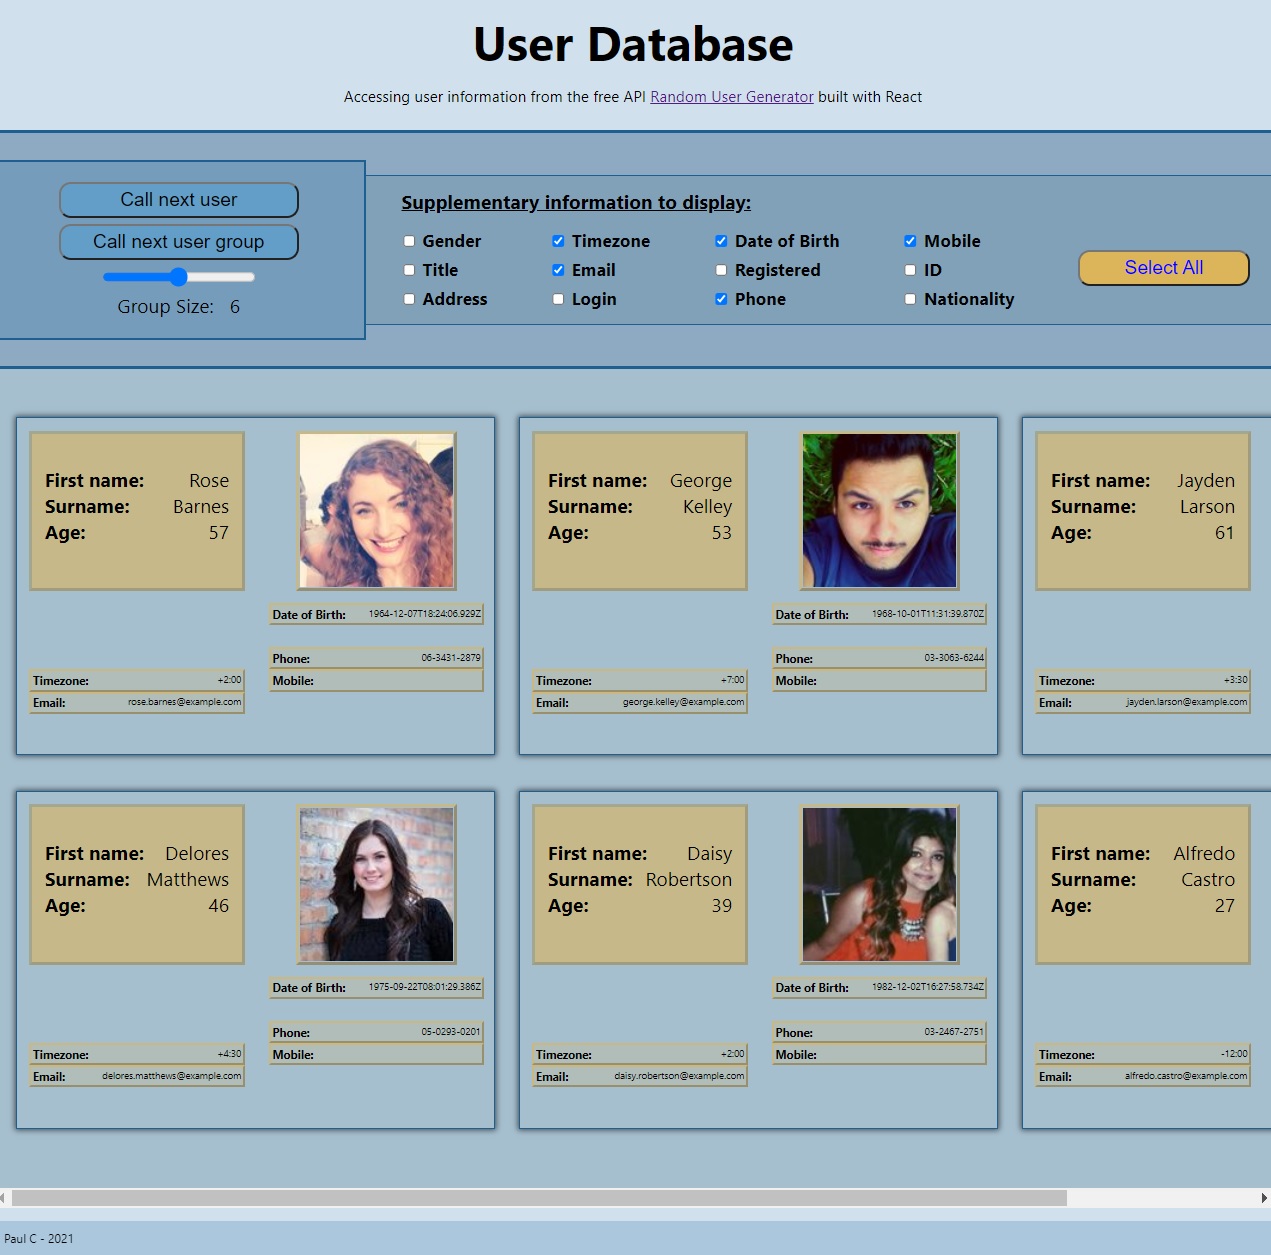 User Database
Accessing user information from the free API Random User Generator built with React
Call next user
Call next user group
Group Size: 6
Supplementary information to display:
Gender Timezone Date of Birth Mobile
Title Email Registered ID
Address Login Phone Nationality
Select All
First name: Rose
Surname: Barnes
Age: 57
Date of Birth: 1964-12-07T18:24:06.929Z
Phone: 06-3431-2879
Mobile:
Timezone: +2:00
Email: rose.barnes@example.com
First name: George
Surname: Kelley
Age: 53
Date of Birth: 1968-10-01T11:31:39.870Z
Phone: 03-3063-6244
Mobile:
Timezone: +7:00
Email: george.kelley@example.com
First name: Jayden
Surname: Larson
Age: 61
Timezone: +3:30
Email: jayden.larson@example.com
First name: Delores
Surname: Matthews
Age: 46
Date of Birth: 1975-09-22T08:01:29.386Z
Phone: 05-0293-0201
Mobile:
Timezone: +4:30
Email: delores.matthews@example.com
First name: Daisy
Surname: Robertson
Age: 39
Date of Birth: 1982-12-02T16:27:58.734Z
Phone: 03-2467-2751
Mobile:
Timezone: +2:00
Email: daisy.robertson@example.com
First name: Alfredo
Surname: Castro
Age: 27
Timezone: -12:00
Email: alfredo.castro@example.com
Paul C - 2021